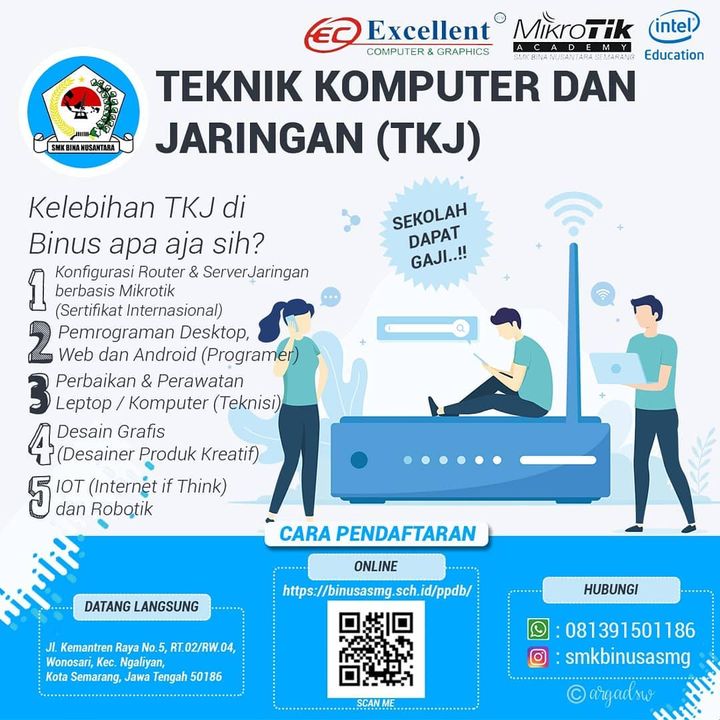 EC Excellent
COMPUTER & GRAPHICS
MikroTik
ACADEMY
SMK BINA NUSANTARA SEMARANG
intel
Education
SMK BINA NUSANTARA
TEKNIK KOMPUTER DAN
JARINGAN (TKJ)
Kelebihan TKJ di
Binus apa aja sih?
SEKOLAH
DAPAT
GAJI..!!
1 Konfigurasi Router & ServerJaringan
berbasis Mikrotik
(Sertifikat Internasional)
2 Pemrograman Desktop,
Web dan Android (Programer)
3 Perbaikan & Perawatan
Leptop / Komputer (Teknisi)
4 Desain Grafis
(Desainer Produk Kreatif)
5 IOT (Internet if Think)
dan Robotik
CARA PENDAFTARAN
DATANG LANGSUNG
Jl. Kemantren Raya No.5, RT.02/RW.04,
Wonosari, Kec. Ngaliyan,
Kota Semarang, Jawa Tengah 50186
ONLINE
https://binusasmg.sch.id/ppdb/
SCAN ME
HUBUNGI
: 081391501186
: smkbinusasmg
© argadsw